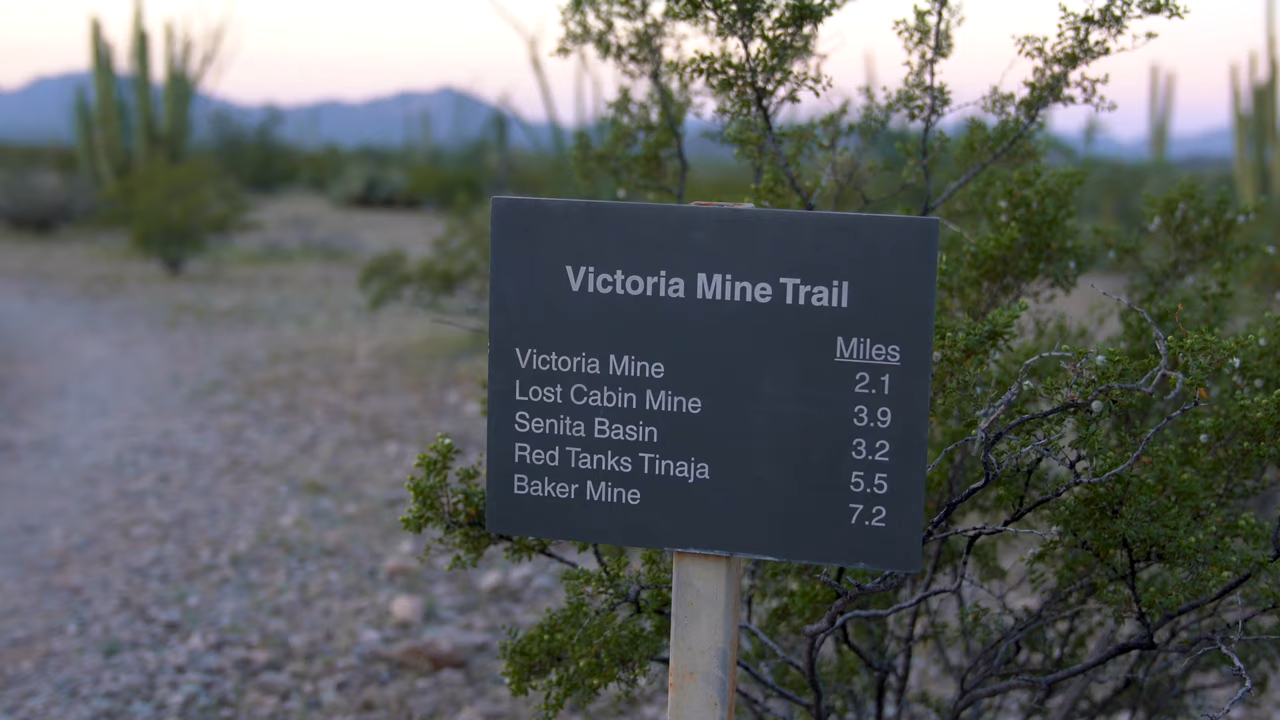 Victoria Mine Trail
Miles
Victoria Mine 2.1
Lost Cabin Mine 3.9
Senita Basin 3.2
Red Tanks Tinaja 5.5
Baker Mine 7.2